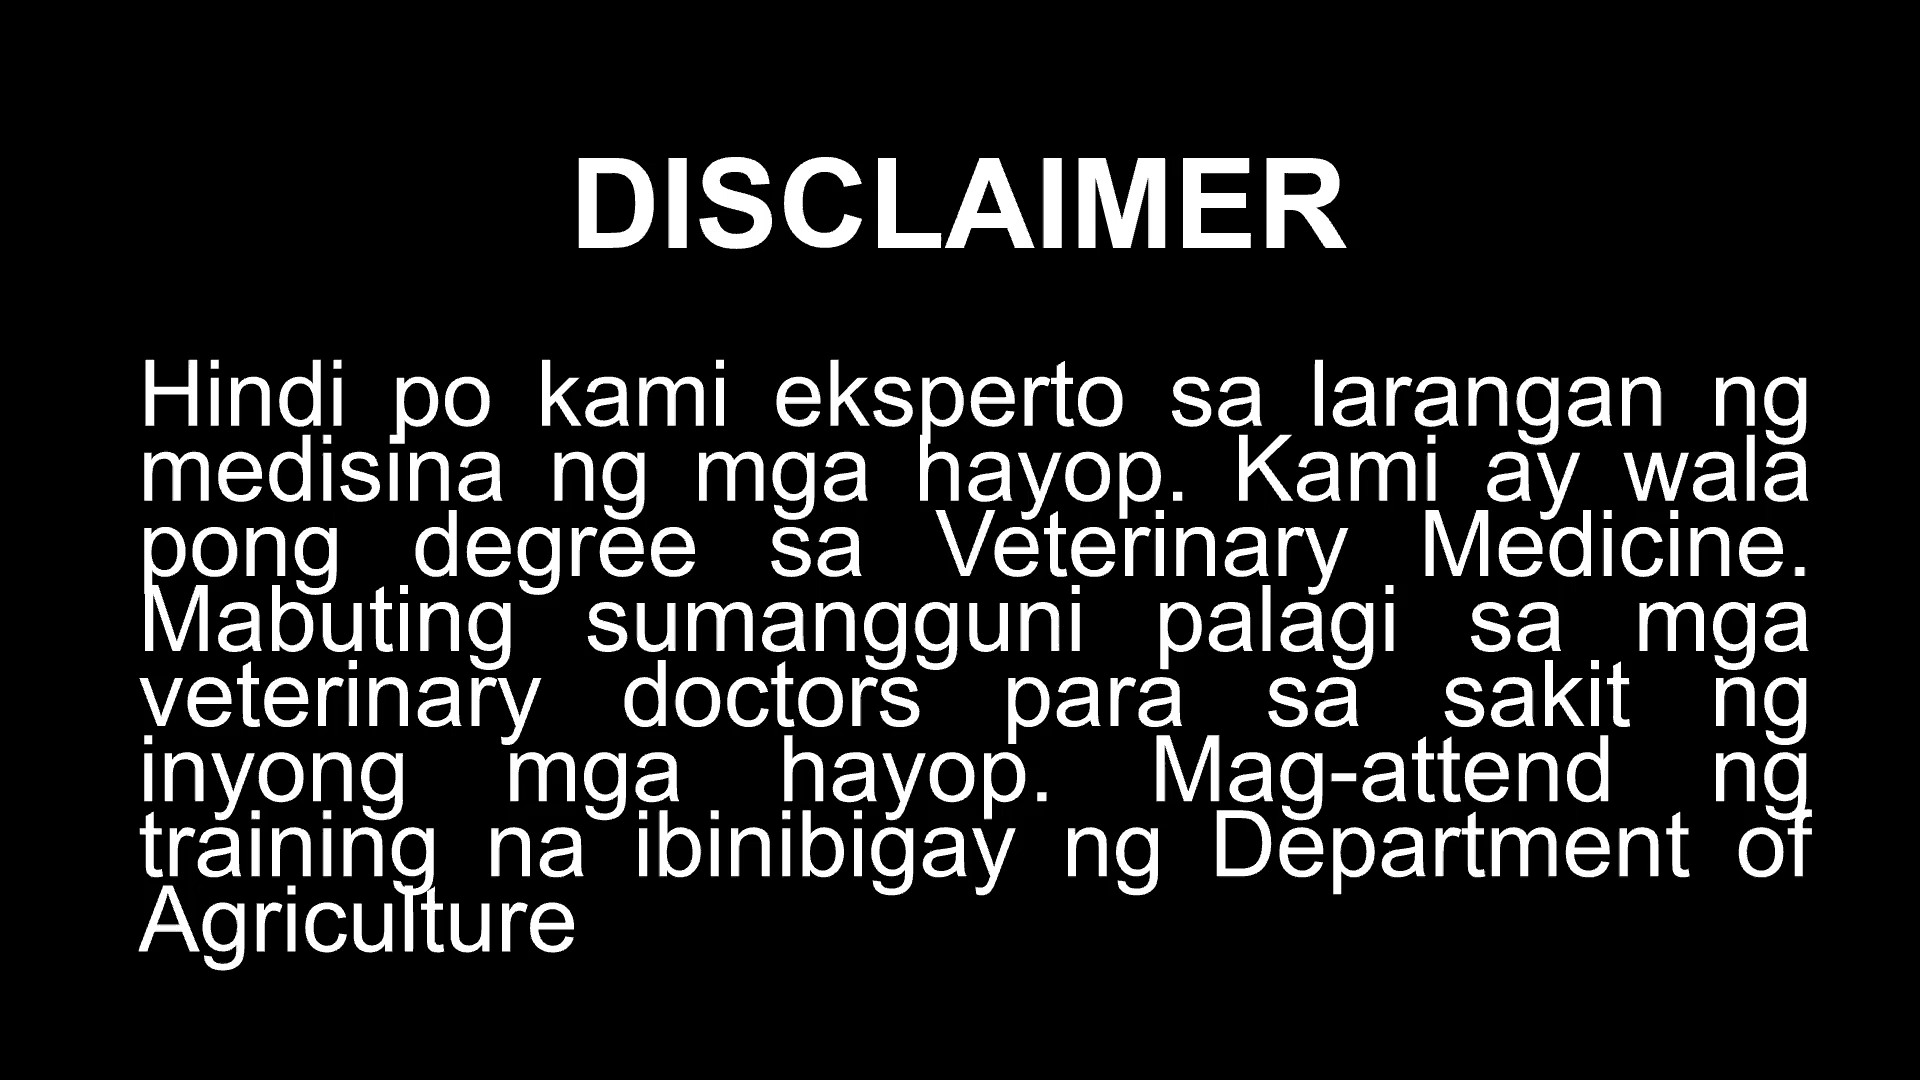 DISCLAIMER
Hindi po kami eksperto sa larangan ng
medisina ng mga hayop. Kami ay wala
pong degree sa Veterinary Medicine.
Mabuting sumangguni palagi sa mga
veterinary doctors para sa sakit ng
inyong mga hayop. Mag-attend ng
training na ibinibigay ng Department of
Agriculture